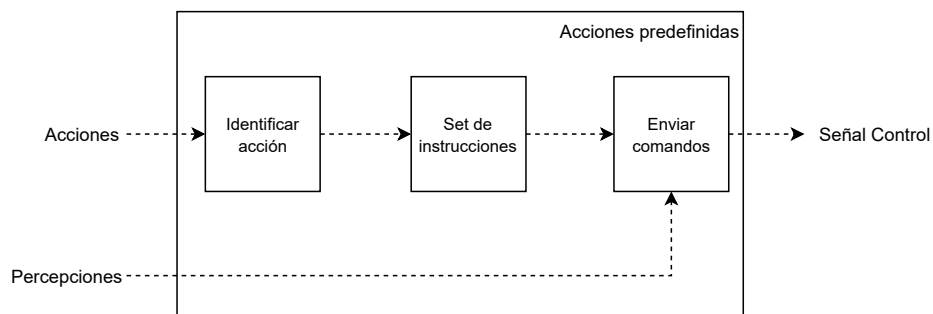 Acciones predefinidas
Acciones
Identificar
acción
Set de
instrucciones
Enviar
comandos
Señal Control
Percepciones